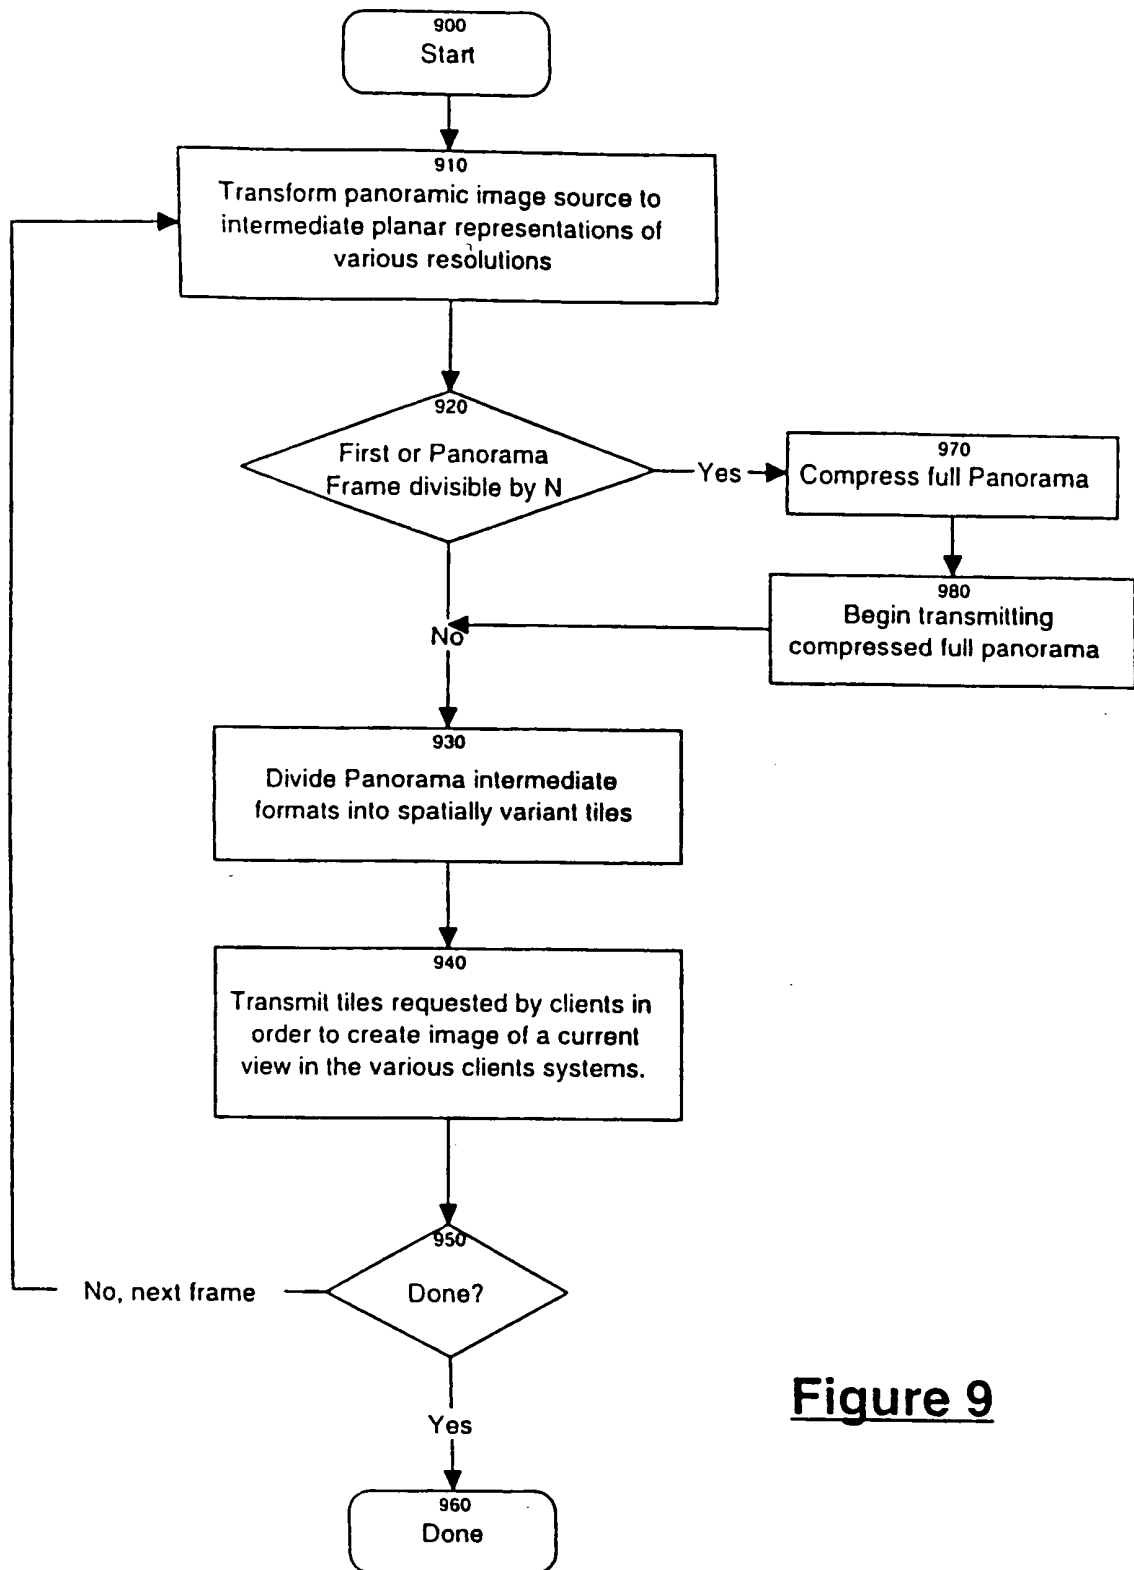 900
Start
910
Transform panoramic image source to
intermediate planar representations of
various resolutions
920
First or Panorama
Frame divisible by N
Yes
970
Compress full Panorama
980
Begin transmitting
compressed full panorama
No
930
Divide Panorama intermediate
formats into spatially variant tiles
940
Transmit tiles requested by clients in
order to create image of a current
view in the various clients systems.
950
Done?
No, next frame
Yes
960
Done
Figure 9